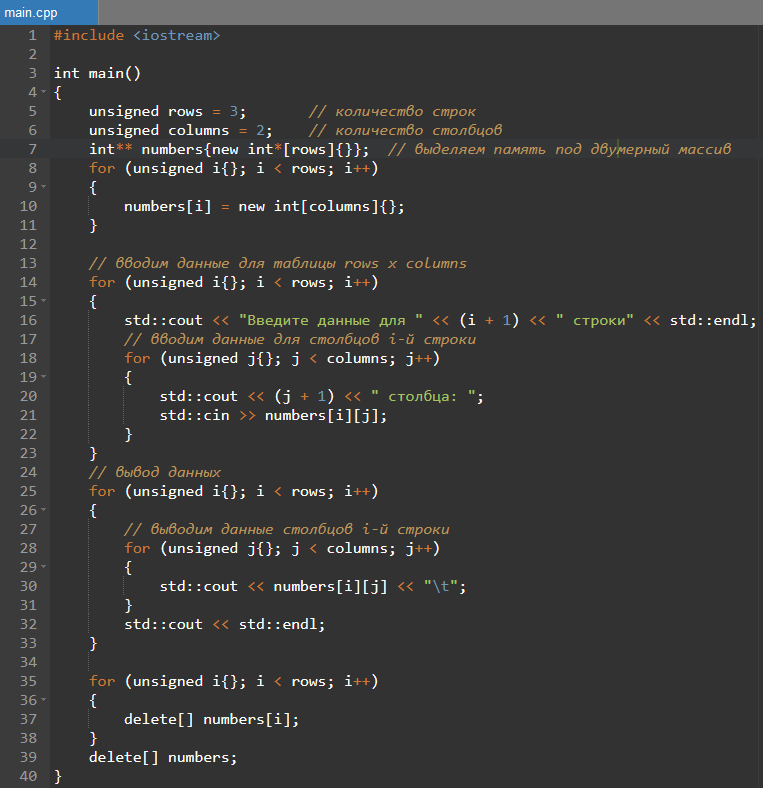 main.cpp
1 #include <iostream>
2
3 int main()
4 {
5     unsigned rows = 3;       // количество строк
6     unsigned columns = 2;    // количество столбцов
7     int** numbers{new int*[rows]{}};  // выделяем память под двумерный массив
8     for (unsigned i{}; i < rows; i++)
9     {
10         numbers[i] = new int[columns]{};
11     }
12
13     // вводим данные для таблицы rows x columns
14     for (unsigned i{}; i < rows; i++)
15     {
16         std::cout << "Введите данные для " << (i + 1) << " строки" << std::endl;
17         // вводим данные для столбцов i-й строки
18         for (unsigned j{}; j < columns; j++)
19         {
20             std::cout << (j + 1) << " столбца: ";
21             std::cin >> numbers[i][j];
22         }
23     }
24     // вывод данных
25     for (unsigned i{}; i < rows; i++)
26     {
27         // выводим данные столбцов i-й строки
28         for (unsigned j{}; j < columns; j++)
29         {
30             std::cout << numbers[i][j] << "\t";
31         }
32         std::cout << std::endl;
33     }
34
35     for (unsigned i{}; i < rows; i++)
36     {
37         delete[] numbers[i];
38     }
39     delete[] numbers;
40 }